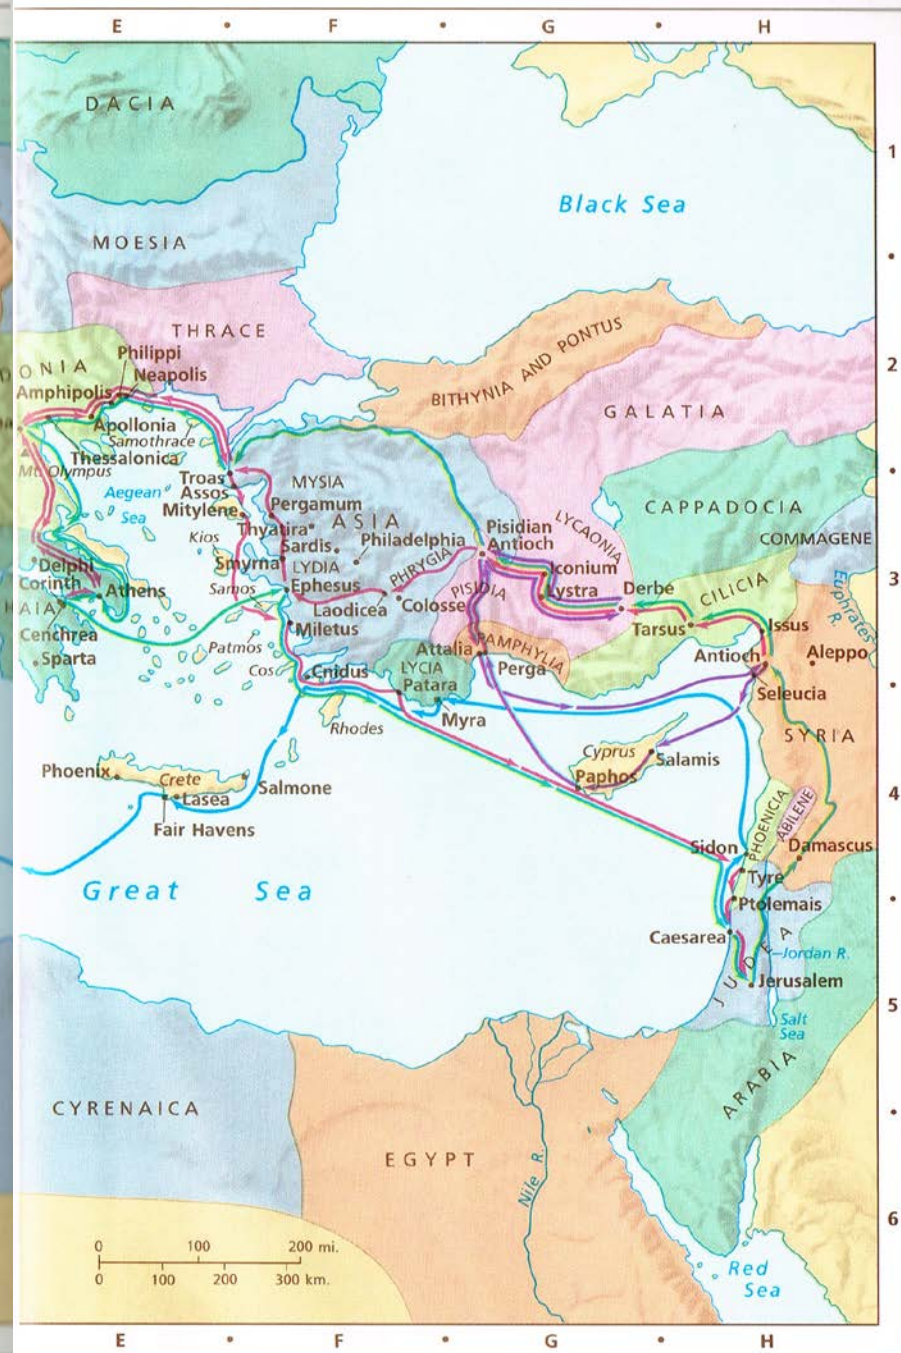 E • F • G • H
DACIA
1
Black Sea
MOESIA
•
THRACE
BITHYNIA AND PONTUS
2
ONIA
Philippi
Neapolis
Amphipolis
GALATIA
Apollonia
Samothrace
Thessalonica
Mt. Olympus
•
Troas
MYSIA
Assos
Aegean
Sea
Mitylene
Pergamum
CAPPADOCIA
LYCAONIA
Thyatira
ASIA
Kios
Sardis
Philadelphia
Pisidian
Antioch
COMMAGENE
Smyrna
LYDIA
PHRYGIA
Delphi
Iconium
3
Corinth
Athens
Samos
Ephesus
PISIDIA
Lystra
Derbé
CILICIA
Euphrates
R.
HAIA
Laodicea
Colosse
Cenchrea
Miletus
Tarsus
Issus
Sparta
Patmos
Attalia
PAMPHYLIA
Antioch
Aleppo
Cos
Cnidus
LYCIA
Perga
Patara
Seleucia
•
Rhodes
Myra
SYRIA
Phoenix
Crete
Salmone
Cyprus
Salamis
Lasea
Paphos
4
Fair Havens
PHOENICIA
ABILENE
Sidon
Damascus
Great Sea
Tyre
Ptolemais
•
Caesarea
JUDEA
Jordan R.
Jerusalem
5
Salt
Sea
ARABIA
CYRENAICA
•
EGYPT
Nile R.
6
0 100 200 mi.
0 100 200 300 km.
Red
Sea
E • F • G • H